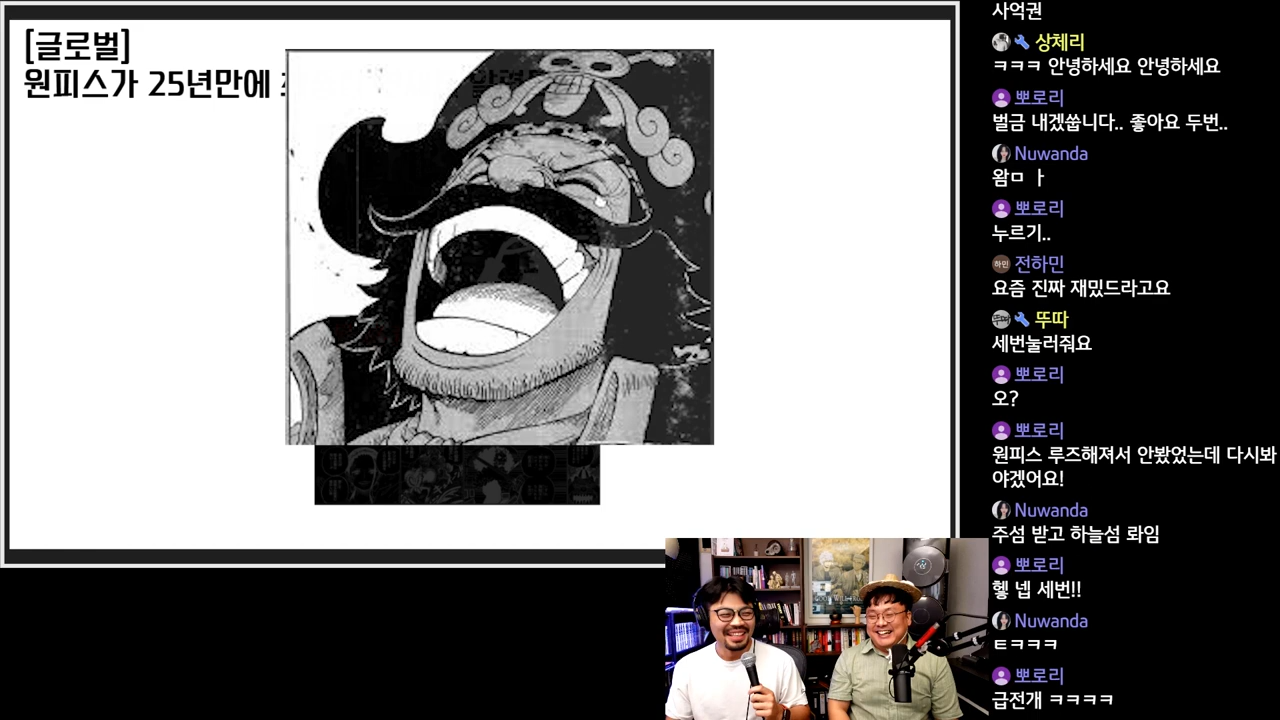 [글로벌]
원피스가 25년만에
사억권
상체리
ㅋㅋㅋ 안녕하세요 안녕하세요
뽀로리
벌금 내겠씁니다.. 좋아요 두번..
Nuwanda
왐ㅁ ㅏ
뽀로리
누르기..
하민 전하민
요즘 진짜 재밌드라고요
뚜따
세번눌러줘요
뽀로리
오?
뽀로리
원피스 루즈해져서 안봤었는데 다시봐
야겠어요!
Nuwanda
주섬 받고 하늘섬 롸임
뽀로리
헿 넵 세번!!
Nuwanda
ㅌㅋㅋㅋ
뽀로리
급전개 ㅋㅋㅋㅋ